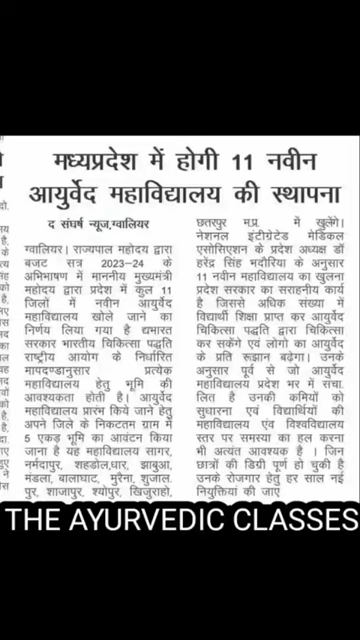 मध्यप्रदेश में होगी 11 नवीन
आयुर्वेद महाविद्यालय की स्थापना
द संघर्ष न्यूज,ग्वालियर
ग्वालियर। राज्यपाल महोदय द्वारा
बजट सत्र 2023-24 के
अभिभाषण में माननीय मुख्यमंत्री
महोदय द्वारा प्रदेश में कुल 11
जिलों में नवीन आयुर्वेद
महाविद्यालय खोले जाने का
निर्णय लिया गया है द्यभारत
सरकार भारतीय चिकित्सा पद्धति
राष्ट्रीय आयोग के निर्धारित
मापदण्डानुसार प्रत्येक
महाविद्यालय हेतु भूमि की
आवश्यकता होती है। आयुर्वेद
महाविद्यालय प्रारंभ किये जाने हेतु
अपने जिले के निकटतम ग्राम में
5 एकड़ भूमि का आवंटन किया
जाना है यह महाविद्यालय सागर,
नर्मदापुर, शहडोल,धार, झाबुआ,
मंडला, बालाघाट, मुरैना, शुजाल
पुर, शाजापुर, श्योपुर, खिजुराहो,
छतरपुर म.प्र. में खुलेंगे।
नेशनल इंटीग्रेटेड मेडिकल
एसोसिएशन के प्रदेश अध्यक्ष डॉ
हरेंद्र सिंह भदौरिया के अनुसार
11 नवीन महाविद्यालय का खुलना
प्रदेश सरकार का सराहनीय कार्य
है जिससे अधिक संख्या में
विद्यार्थी शिक्षा प्राप्त कर आयुर्वेद
चिकित्सा पद्धति द्वारा चिकित्सा
कर सकेंगे एवं लोगो का आयुर्वेद
के प्रति रूझान बढ़ेगा। उनके
अनुसार पूर्व से जो आयुर्वेद
महाविद्यालय प्रदेश भर में संचा.
लित है उनकी कमियों को
सुधारना एवं विद्यार्थियों की
महाविद्यालय एंव विश्वविद्यालय
स्तर पर समस्या का हल करना
भी अत्यंत आवश्यक है । जिन
छात्रों की डिग्री पूर्ण हो चुकी है
उनके रोजगार हेतु हर साल नई
नियुक्तियां की जाए
THE AYURVEDIC CLASSES